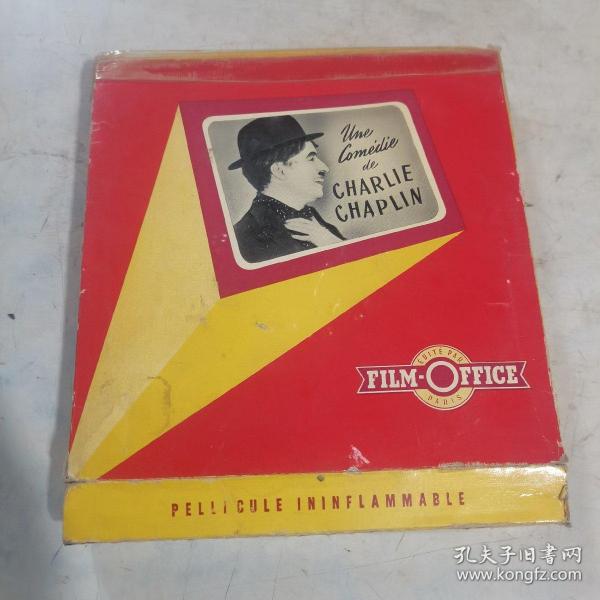 Une
Comédie
de
CHARLIE
CHAPLIN
EDITE PAR
FILM-OFFICE
PARIS
PELLICULE ININFLAMMABLE
孔夫子旧书网
www.kongfz.com